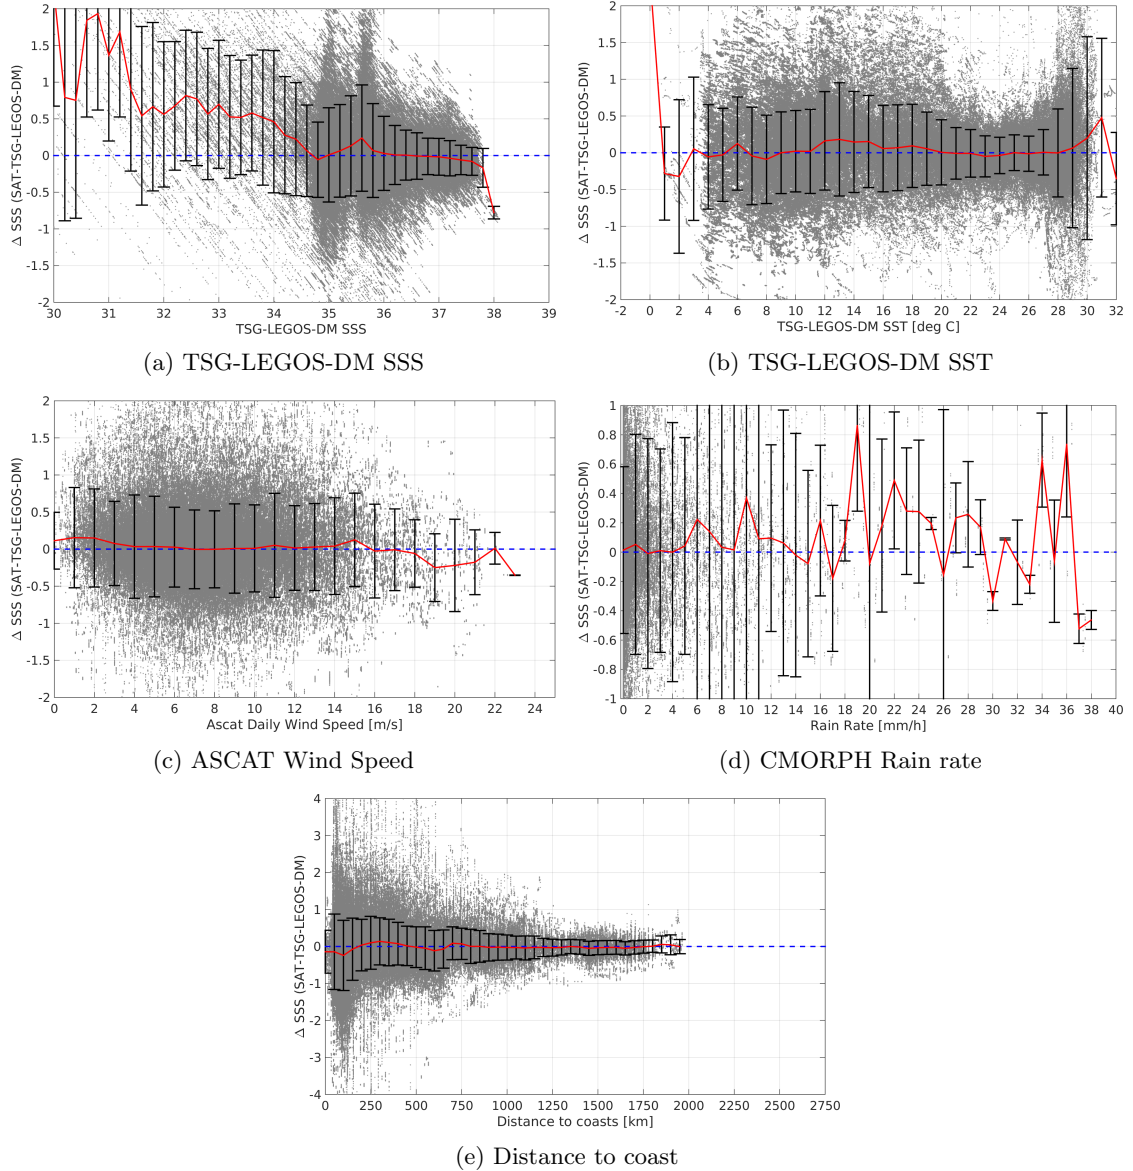 2
1.5
1
0.5
0
-0.5
-1
-1.5
-2
Δ SSS (SAT-TSG-LEGOS-DM)
30 31 32 33 34 35 36 37 38 39
TSG-LEGOS-DM SSS
(a) TSG-LEGOS-DM SSS
2
1.5
1
0.5
0
-0.5
-1
-1.5
-2
Δ SSS (SAT-TSG-LEGOS-DM)
-2 0 2 4 6 8 10 12 14 16 18 20 22 24 26 28 30 32
TSG-LEGOS-DM SST [deg C]
(b) TSG-LEGOS-DM SST
2
1.5
1
0.5
0
-0.5
-1
-1.5
-2
Δ SSS (SAT-TSG-LEGOS-DM)
0 2 4 6 8 10 12 14 16 18 20 22 24
Ascat Daily Wind Speed [m/s]
(c) ASCAT Wind Speed
1
0.8
0.6
0.4
0.2
0
-0.2
-0.4
-0.6
-0.8
-1
Δ SSS (SAT-TSG-LEGOS-DM)
0 2 4 6 8 10 12 14 16 18 20 22 24 26 28 30 32 34 36 38 40
Rain Rate [mm/h]
(d) CMORPH Rain rate
4
3
2
1
0
-1
-2
-3
-4
Δ SSS (SAT-TSG-LEGOS-DM)
0 250 500 750 1000 1250 1500 1750 2000 2250 2500 2750
Distance to coasts [km]
(e) Distance to coast